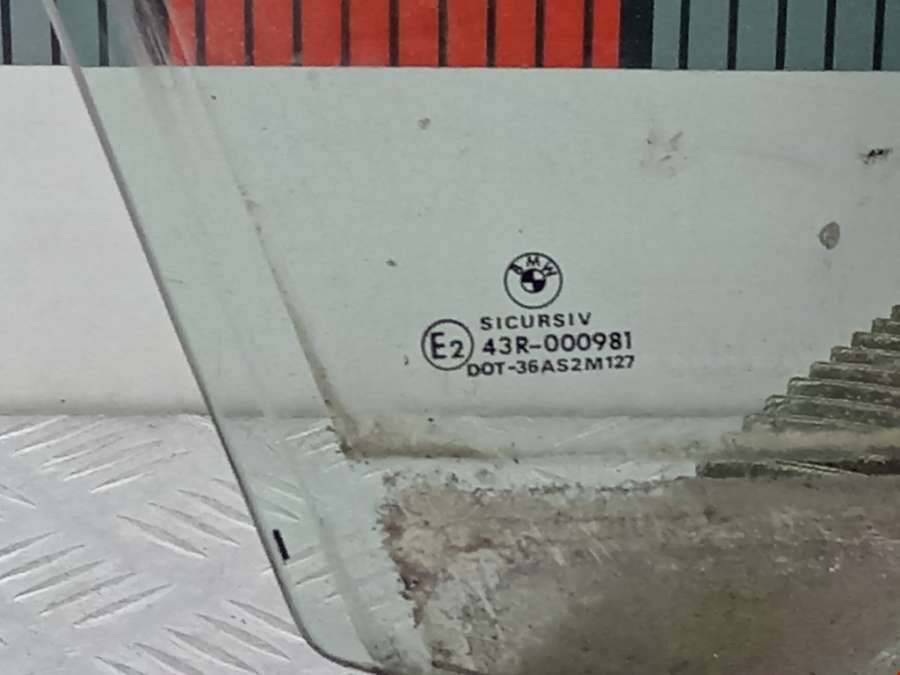 BMW
SICURSIV
E2 43R-000981
DOT-36AS2M127